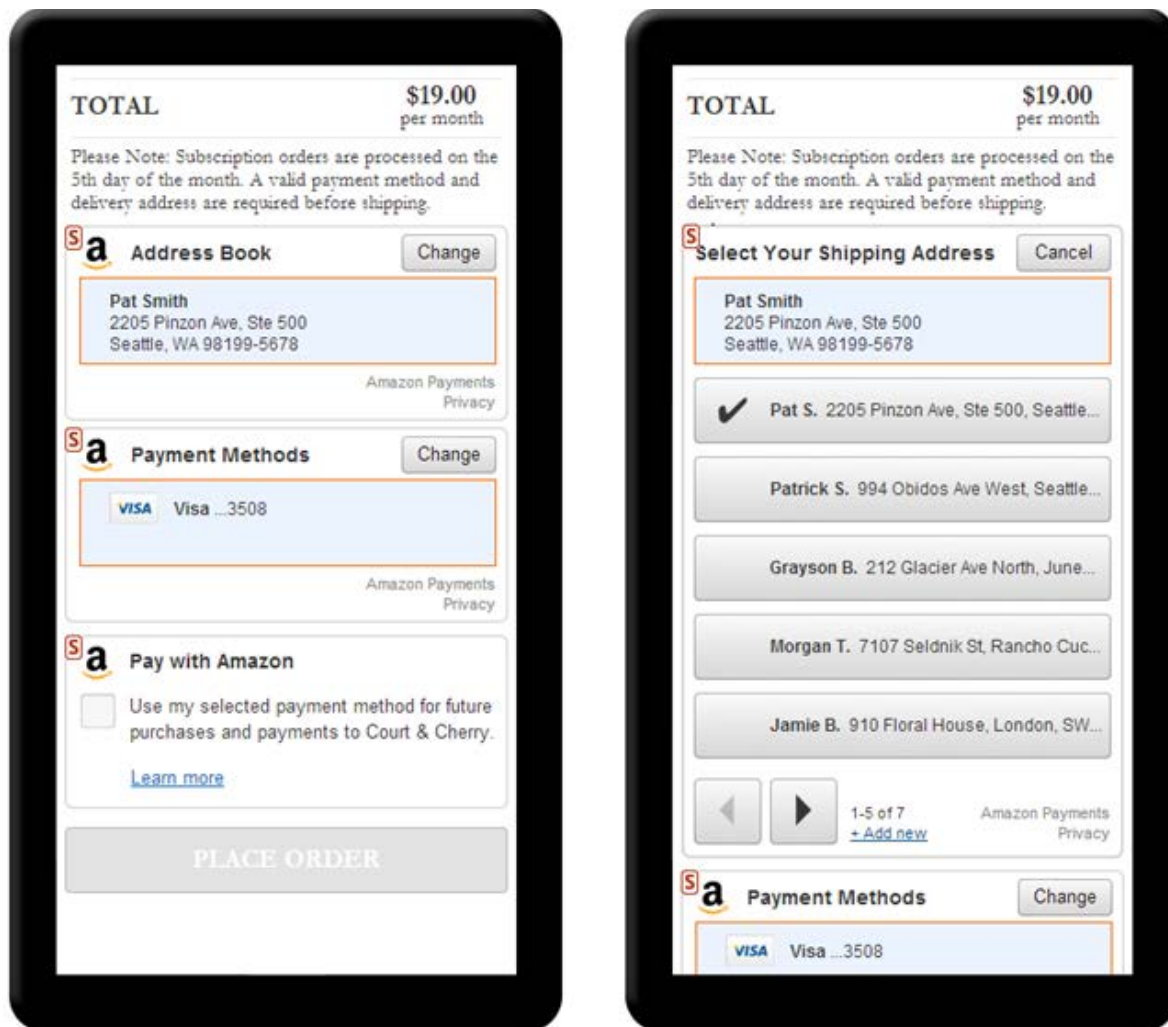 TOTAL
$19.00
per month
Please Note: Subscription orders are processed on the
5th day of the month. A valid payment method and
delivery address are required before shipping.
S
a Address Book Change
Pat Smith
2205 Pinzon Ave, Ste 500
Seattle, WA 98199-5678
Amazon Payments
Privacy
S
a Payment Methods Change
VISA Visa ...3508
Amazon Payments
Privacy
S
a Pay with Amazon
Use my selected payment method for future
purchases and payments to Court & Cherry.
Learn more
PLACE ORDER
TOTAL
$19.00
per month
Please Note: Subscription orders are processed on the
5th day of the month. A valid payment method and
delivery address are required before shipping.
S
Select Your Shipping Address Cancel
Pat Smith
2205 Pinzon Ave, Ste 500
Seattle, WA 98199-5678
Pat S. 2205 Pinzon Ave, Ste 500, Seattle...
Patrick S. 994 Obidos Ave West, Seattle...
Grayson B. 212 Glacier Ave North, June...
Morgan T. 7107 Seldnik St, Rancho Cuc...
Jamie B. 910 Floral House, London, SW...
1-5 of 7
+ Add new
Amazon Payments
Privacy
S
a Payment Methods Change
VISA Visa ...3508